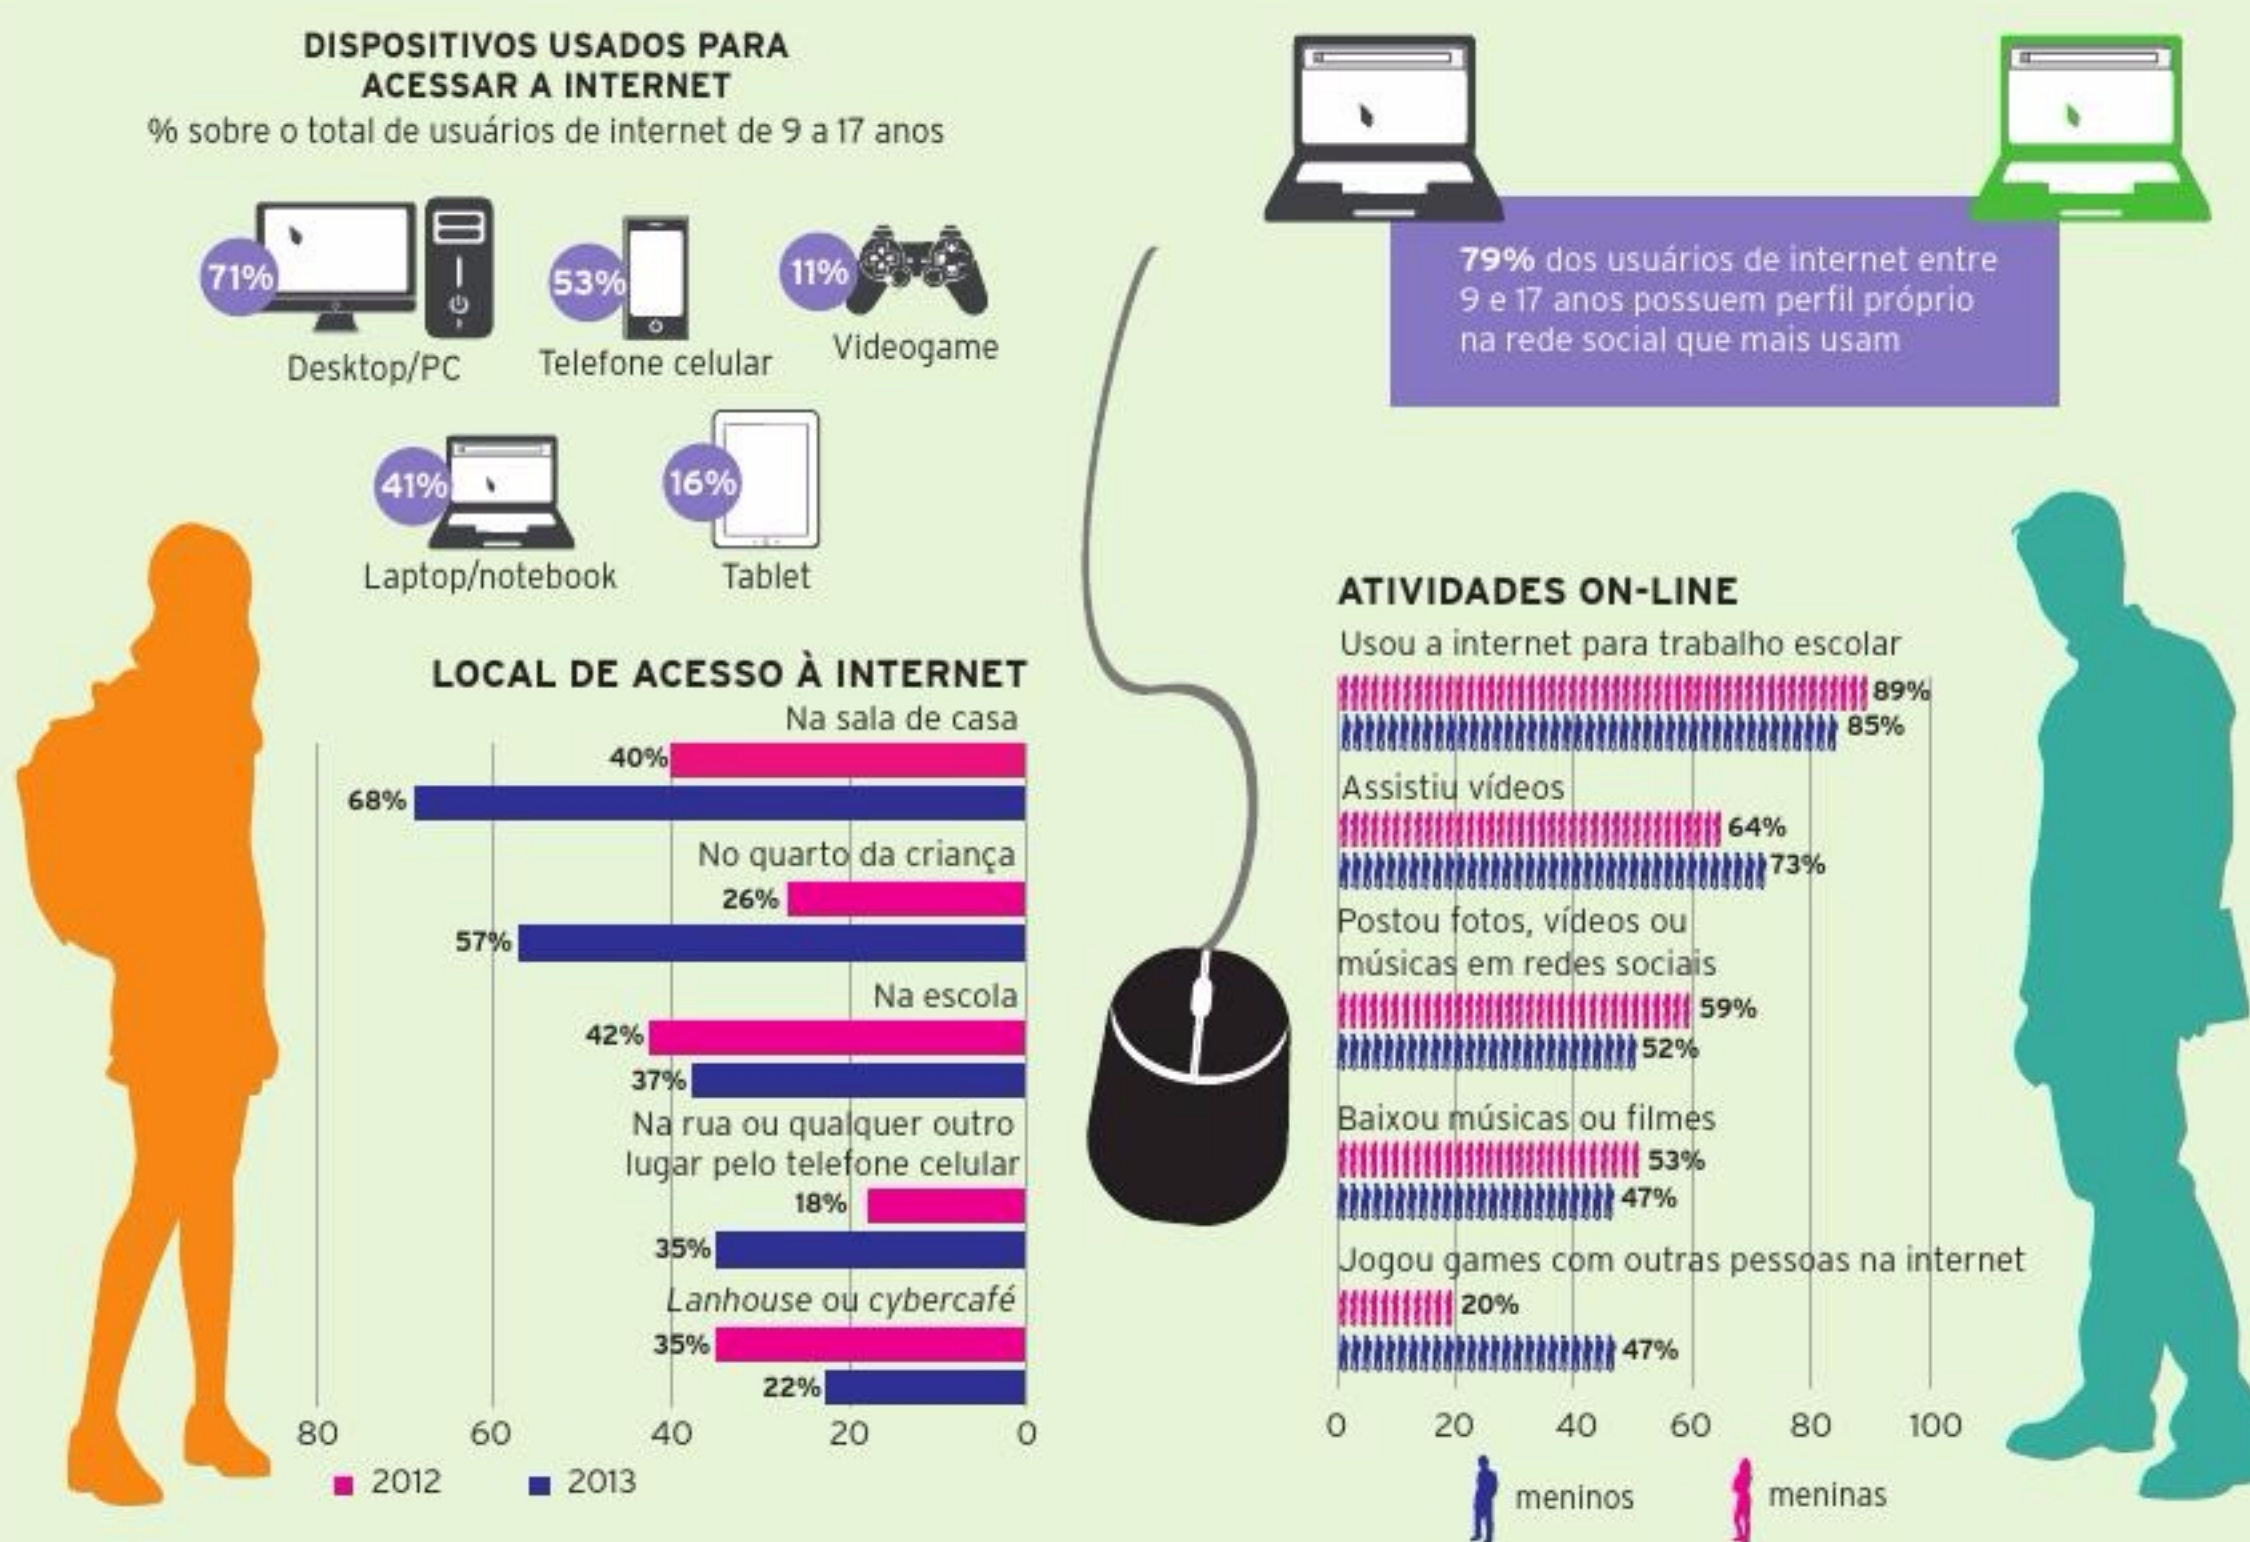 DISPOSITIVOS USADOS PARA
ACESSAR A INTERNET
% sobre o total de usuários de internet de 9 a 17 anos
71%
Desktop/PC
53%
Telefone celular
11%
Videogame
41%
Laptop/notebook
16%
Tablet
79% dos usuários de internet entre
9 e 17 anos possuem perfil próprio
na rede social que mais usam
LOCAL DE ACESSO À INTERNET
Na sala de casa
40%
68%
No quarto da criança
26%
57%
Na escola
42%
37%
Na rua ou qualquer outro
lugar pelo telefone celular
18%
35%
Lanhouse ou cybercafé
35%
22%
80 60 40 20 0
2012 2013
ATIVIDADES ON-LINE
Usou a internet para trabalho escolar
89%
85%
Assistiu vídeos
64%
73%
Postou fotos, vídeos ou
músicas em redes sociais
59%
52%
Baixou músicas ou filmes
53%
47%
Jogou games com outras pessoas na internet
20%
47%
0 20 40 60 80 100
meninos meninas